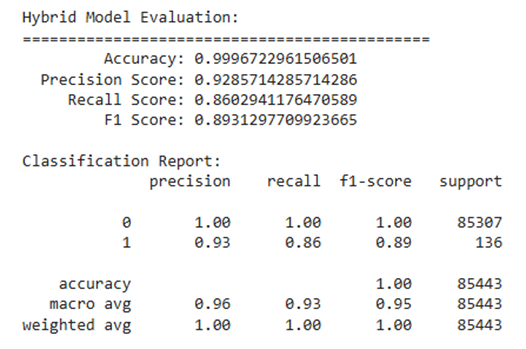 Hybrid Model Evaluation:
=============================================
Accuracy: 0.9996722961506501
Precision Score: 0.9285714285714286
Recall Score: 0.8602941176470589
F1 Score: 0.8931297709923665
Classification Report:
precision recall f1-score support
0 1.00 1.00 1.00 85307
1 0.93 0.86 0.89 136
accuracy 1.00 85443
macro avg 0.96 0.93 0.95 85443
weighted avg 1.00 1.00 1.00 85443